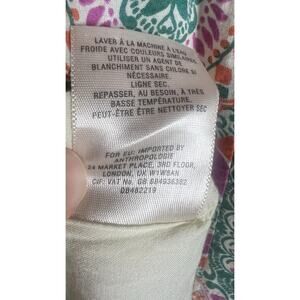 LAVER À LA MACHINE À L'EAU
FROIDE AVEC COULEURS SIMILAIRES.
UTILISER UN AGENT DE
BLANCHIMENT SANS CHLORE SI
NÉCESSAIRE.
LIGNE SEC.
REPASSER, AU BESOIN, À TRÈS
BASSE TEMPÉRATURE.
PEUT-ÊTRE ÊTRE NETTOYER SEC
FOR EU: IMPORTED BY
ANTHROPOLOGIE
24 MARKET PLACE, 3RD FLOOR,
LONDON, UK W1W8AN
CIF: VAT No. GB 684936382
DB482219